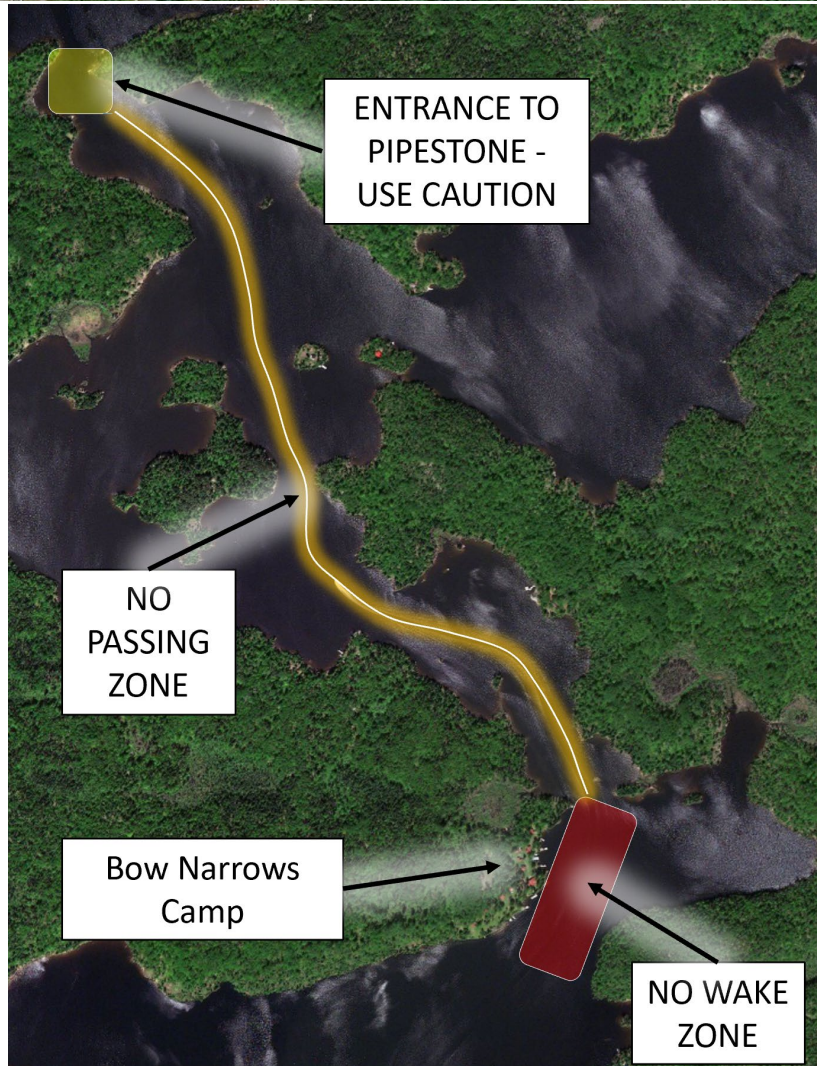 ENTRANCE TO
PIPESTONE -
USE CAUTION
NO
PASSING
ZONE
Bow Narrows
Camp
NO WAKE
ZONE